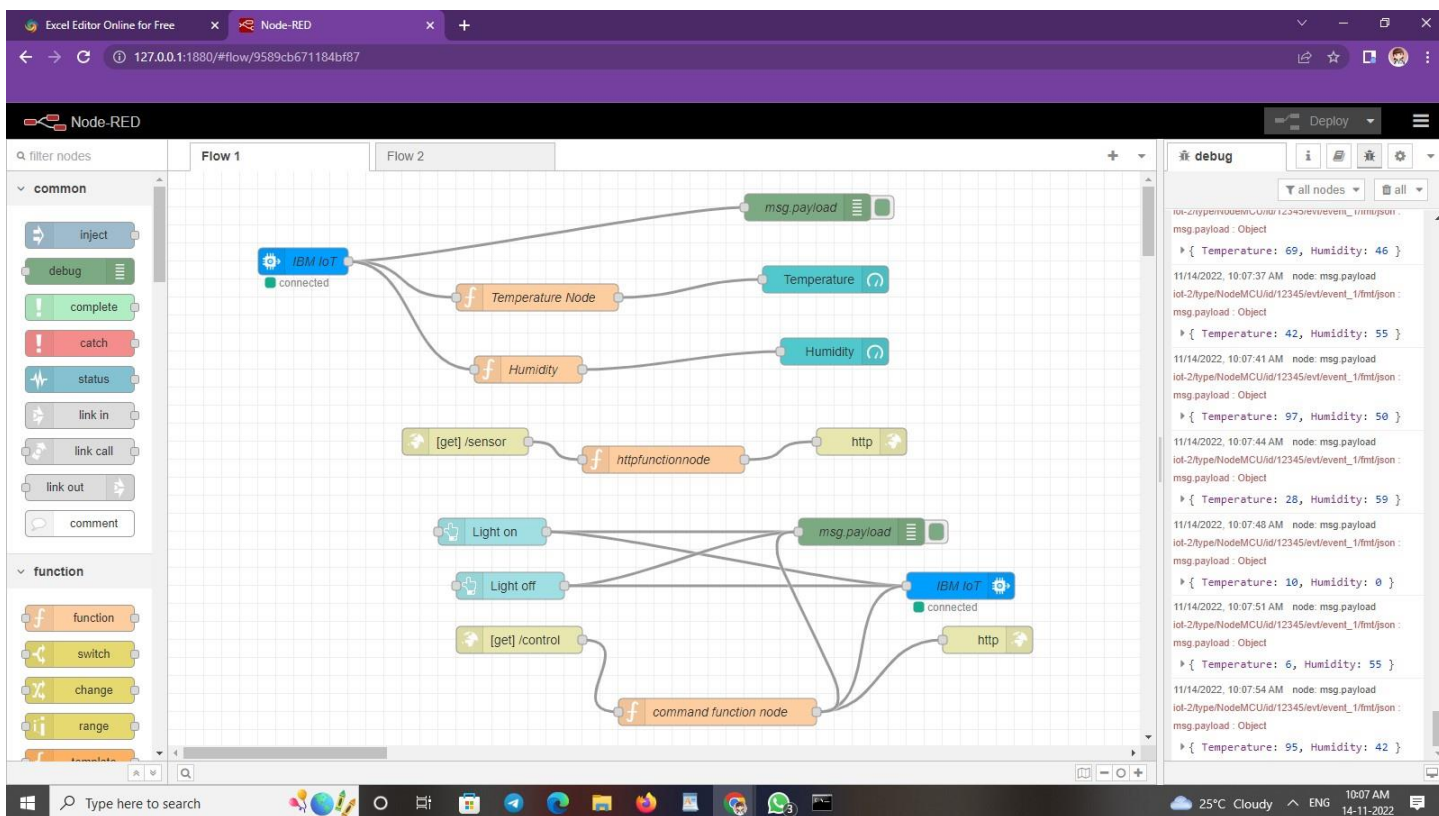 Excel Editor Online for Free
Node-RED
127.0.0.1:1880/#flow/9589cb671184bf87
Node-RED
Deploy
filter nodes
Flow 1
Flow 2
debug
i
all nodes
all
common
inject
debug
complete
catch
status
link in
link call
link out
comment
function
function
switch
change
range
template
msg.payload
IBM IoT
connected
Temperature Node
Temperature
Humidity
Humidity
[get] /sensor
httpfunctionnode
http
Light on
msg.payload
Light off
IBM IoT
connected
[get] /control
http
command function node
iot-2/type/NodeMCU/id/12345/evt/event_1/fmt/json :
msg.payload : Object
{ Temperature: 69, Humidity: 46 }
11/14/2022, 10:07:37 AM node: msg.payload
iot-2/type/NodeMCU/id/12345/evt/event_1/fmt/json :
msg.payload : Object
{ Temperature: 42, Humidity: 55 }
11/14/2022, 10:07:41 AM node: msg.payload
iot-2/type/NodeMCU/id/12345/evt/event_1/fmt/json :
msg.payload : Object
{ Temperature: 97, Humidity: 50 }
11/14/2022, 10:07:44 AM node: msg.payload
iot-2/type/NodeMCU/id/12345/evt/event_1/fmt/json :
msg.payload : Object
{ Temperature: 28, Humidity: 59 }
11/14/2022, 10:07:48 AM node: msg.payload
iot-2/type/NodeMCU/id/12345/evt/event_1/fmt/json :
msg.payload : Object
{ Temperature: 10, Humidity: 0 }
11/14/2022, 10:07:51 AM node: msg.payload
iot-2/type/NodeMCU/id/12345/evt/event_1/fmt/json :
msg.payload : Object
{ Temperature: 6, Humidity: 55 }
11/14/2022, 10:07:54 AM node: msg.payload
iot-2/type/NodeMCU/id/12345/evt/event_1/fmt/json :
msg.payload : Object
{ Temperature: 95, Humidity: 42 }
Type here to search
3
25°C Cloudy
ENG
10:07 AM
14-11-2022